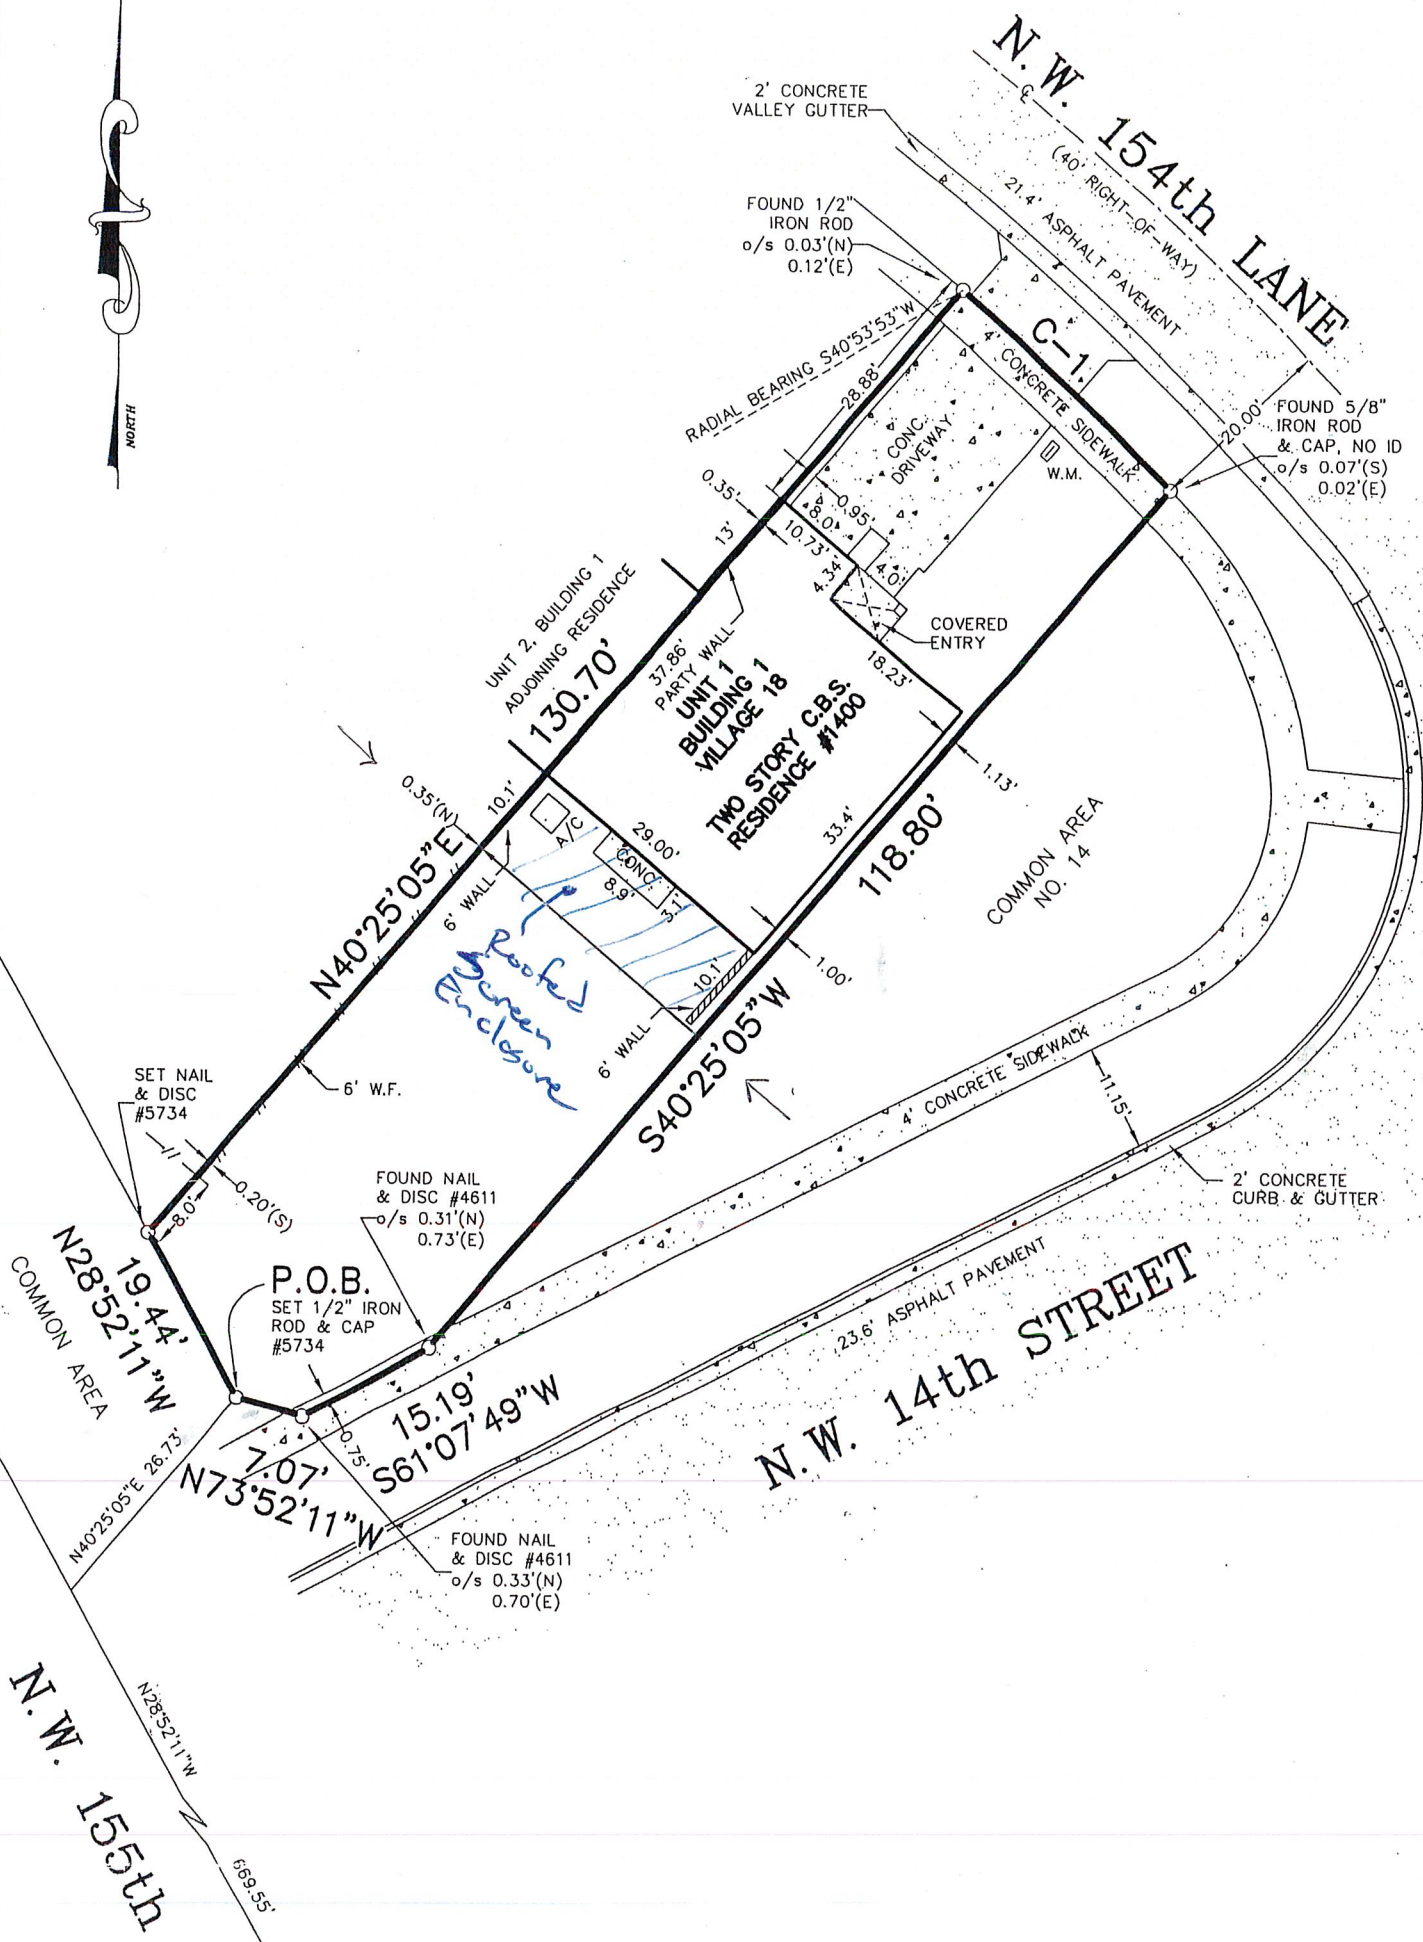 N.W. 154th LANE
℄
(40' RIGHT-OF-WAY)
21.4' ASPHALT PAVEMENT
2' CONCRETE
VALLEY GUTTER
FOUND 1/2"
IRON ROD
o/s 0.03'(N)
0.12'(E)
NORTH
RADIAL BEARING S40°53'53"W
28.88'
C-1
4' CONCRETE SIDEWALK
CONC.
DRIVEWAY
W.M.
20.00'
FOUND 5/8"
IRON ROD
& CAP, NO ID
o/s 0.07'(S)
0.02'(E)
0.35'
13'
0.95'
8.0'
10.73'
4.34'
4.0'
COVERED
ENTRY
18.23'
UNIT 2, BUILDING 1
ADJOINING RESIDENCE
130.70'
37.86'
PARTY WALL
UNIT 1
BUILDING 1
VILLAGE 18
TWO STORY C.B.S.
RESIDENCE #1400
33.4'
1.13'
118.80'
COMMON AREA
NO. 14
0.35'(N)
10.1'
N40°25'05"E
A/C
29.00'
CONC.
8.9'
3.1'
6' WALL
Roofed
Screen
Enclosure
10.1'
6' WALL
1.00'
S40°25'05"W
6' W.F.
SET NAIL
& DISC
#5734
8.0'
0.20'(S)
4' CONCRETE SIDEWALK
11.15'
2' CONCRETE
CURB & GUTTER
FOUND NAIL
& DISC #4611
o/s 0.31'(N)
0.73'(E)
19.44'
N28°52'11"W
COMMON AREA
P.O.B.
SET 1/2" IRON
ROD & CAP
#5734
15.19'
S61°07'49"W
0.75'
7.07'
N73°52'11"W
N40°25'05"E 26.73'
23.6' ASPHALT PAVEMENT
N.W. 14th STREET
FOUND NAIL
& DISC #4611
o/s 0.33'(N)
0.70'(E)
N28°52'11"W
669.55'
N.W. 155th